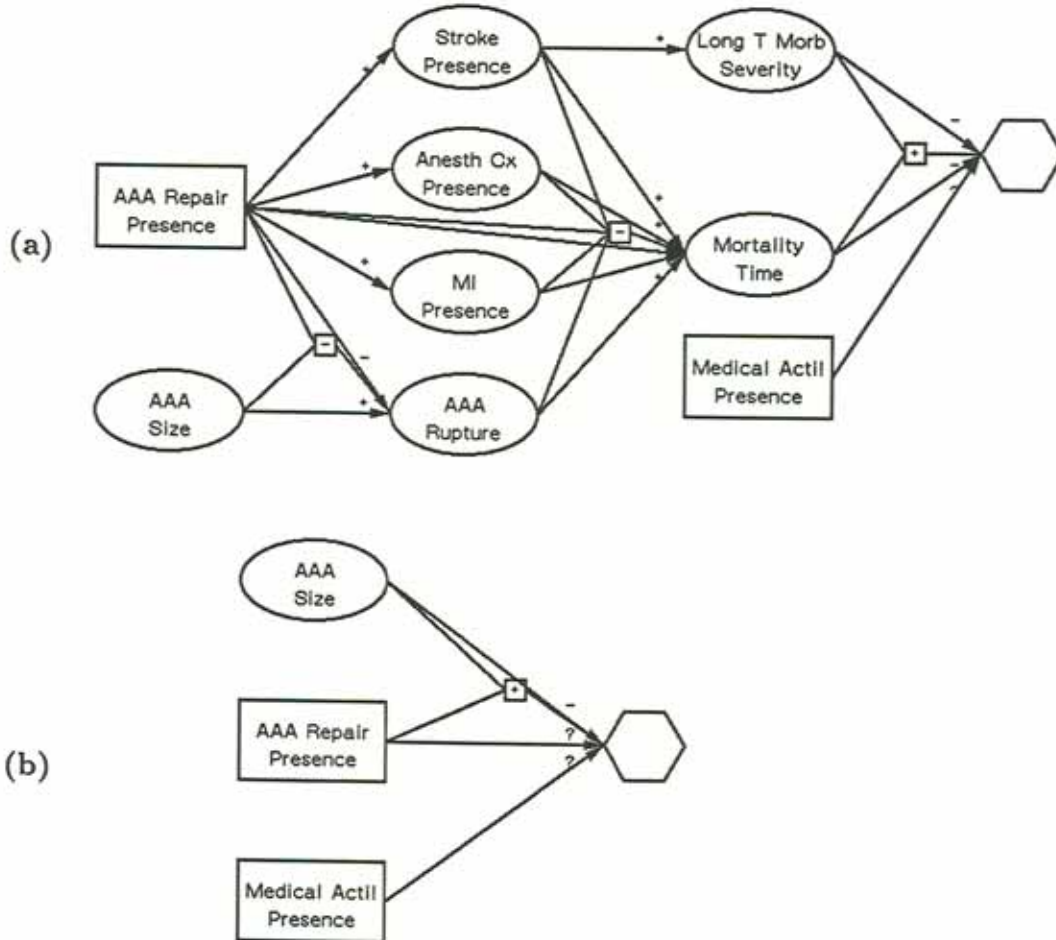 Stroke
Presence
Long T Morb
Severity
+
+
-
Anesth Cx
Presence
+
+
-
AAA Repair
Presence
?
(a)
+
+
-
Mortality
Time
MI
Presence
+
+
-
-
Medical Actil
Presence
AAA
Size
+
AAA
Rupture
AAA
Size
+
-
AAA Repair
Presence
?
(b)
?
Medical Actil
Presence